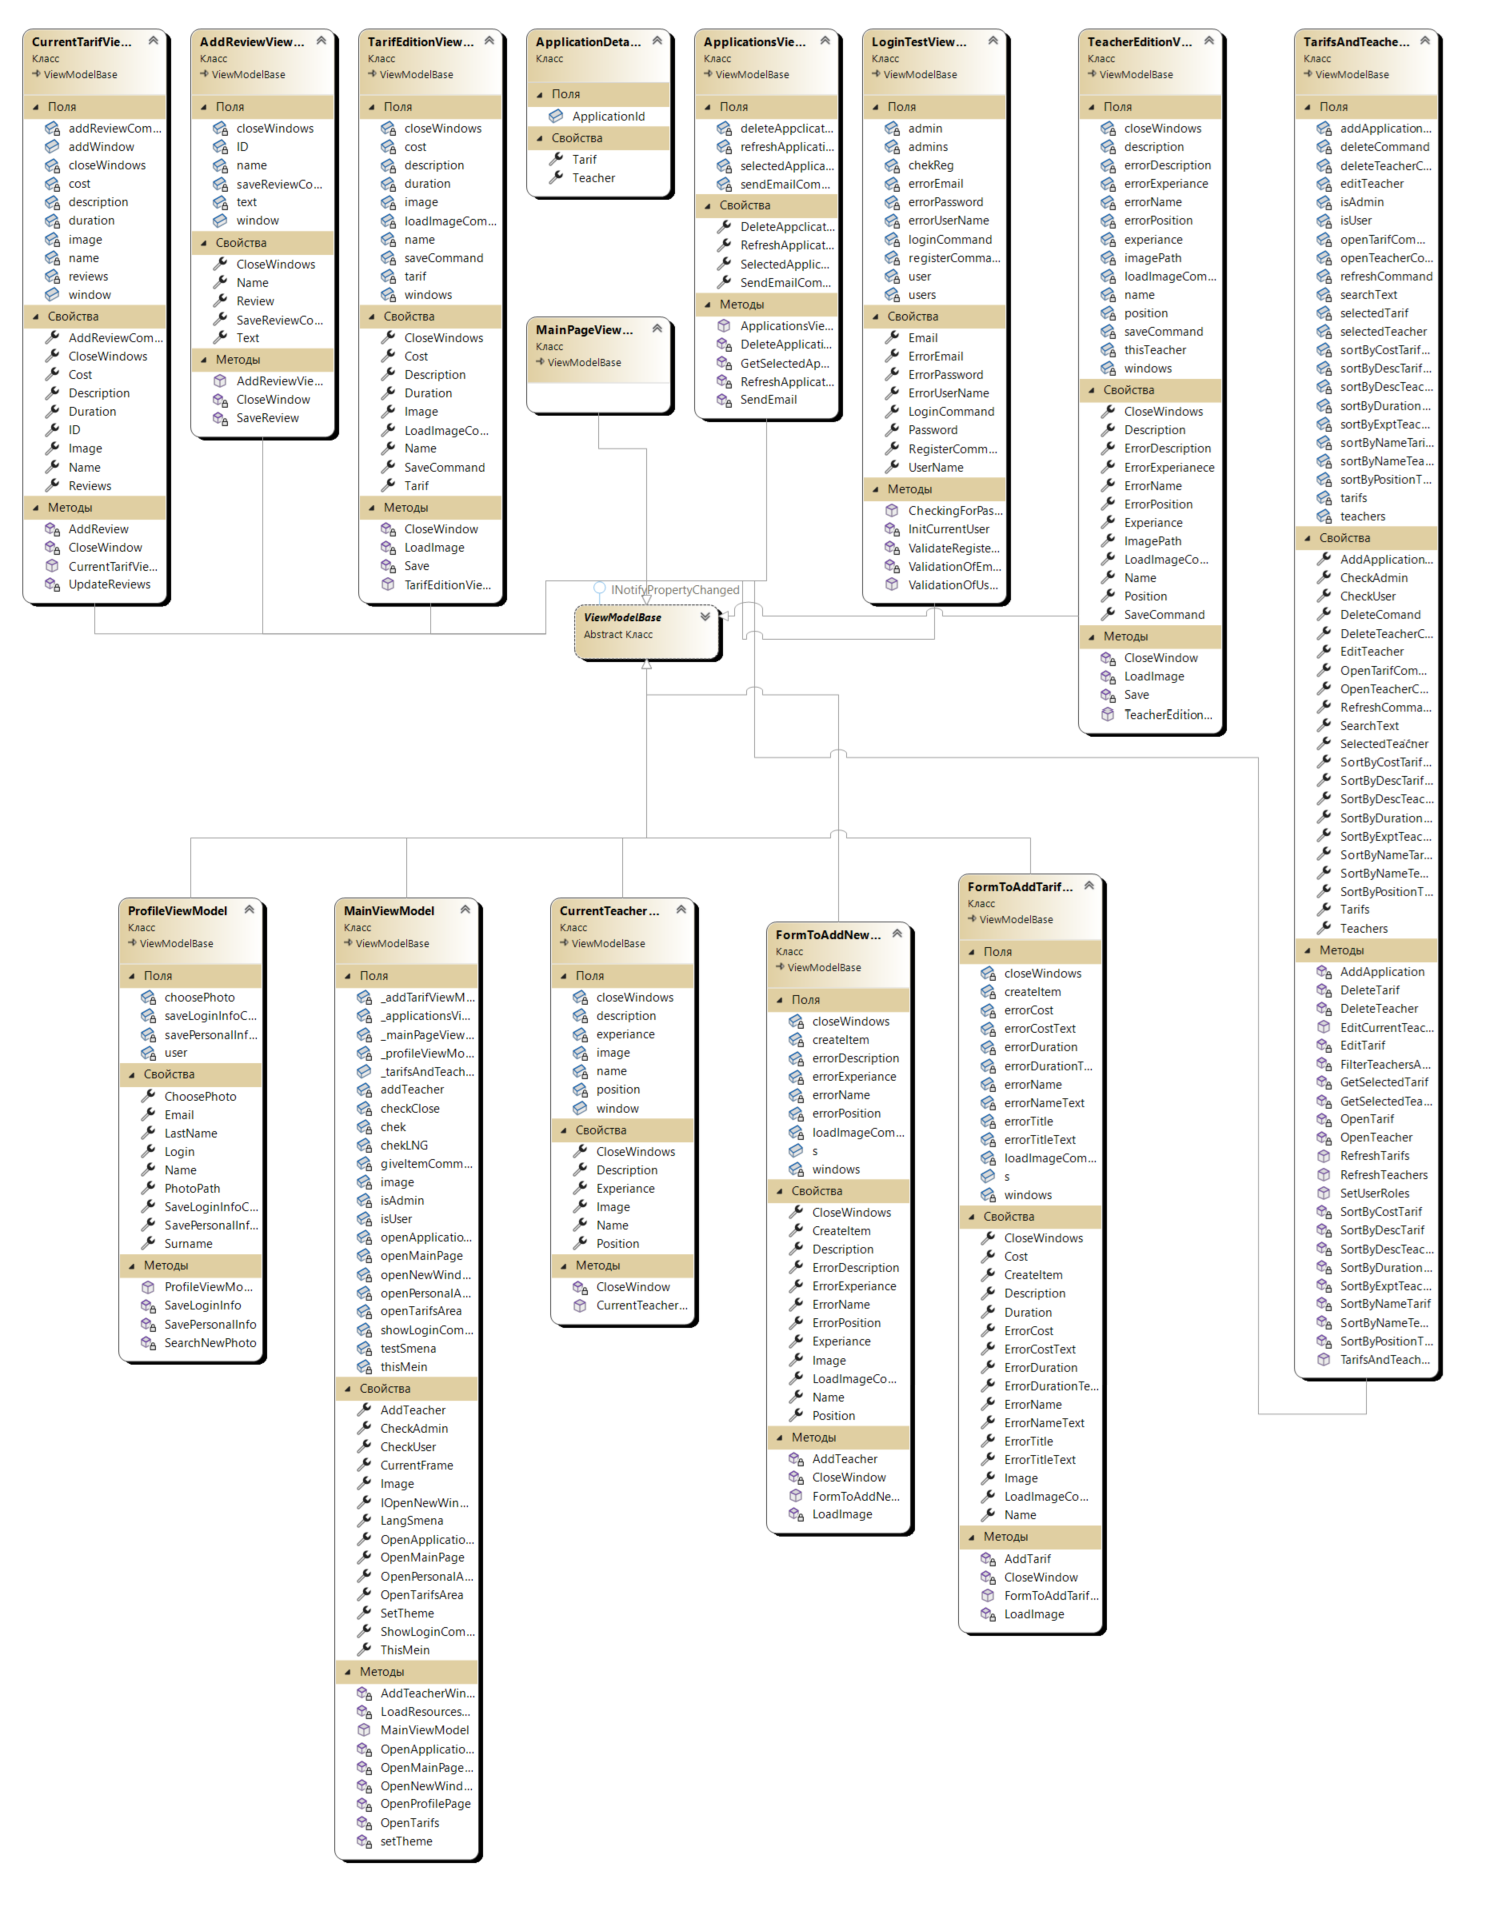 CurrentTarifVie...
Класс
ViewModelBase
Поля
addReviewCom...
addWindow
closeWindows
cost
description
duration
image
name
reviews
window
Свойства
AddReviewCom...
CloseWindows
Cost
Description
Duration
ID
Image
Name
Reviews
Методы
AddReview
CloseWindow
CurrentTarifVie...
UpdateReviews
AddReviewView...
Класс
ViewModelBase
Поля
closeWindows
ID
name
saveReviewCo...
text
window
Свойства
CloseWindows
Name
Review
SaveReviewCo...
Text
Методы
AddReviewVie...
CloseWindow
SaveReview
TarifEditionView...
Класс
ViewModelBase
Поля
closeWindows
cost
description
duration
image
loadImageCom...
name
saveCommand
tarif
windows
Свойства
CloseWindows
Cost
Description
Duration
Image
LoadImageCo...
Name
SaveCommand
Tarif
Методы
CloseWindow
LoadImage
Save
TarifEditionVie...
ApplicationDeta...
Класс
Поля
ApplicationId
Свойства
Tarif
Teacher
MainPageView...
Класс
ViewModelBase
ApplicationsVie...
Класс
ViewModelBase
Поля
deleteAppclicat...
refreshApplicati...
selectedApplica...
sendEmailCom...
Свойства
DeleteAppclicat...
RefreshApplicat...
SelectedApplic...
SendEmailCom...
Методы
ApplicationsVie...
DeleteApplicati...
GetSelectedAp...
RefreshApplicat...
SendEmail
LoginTestView...
Класс
ViewModelBase
Поля
admin
admins
chekReg
errorEmail
errorPassword
errorUserName
loginCommand
registerComma...
user
users
Свойства
Email
ErrorEmail
ErrorPassword
ErrorUserName
LoginCommand
Password
RegisterComm...
UserName
Методы
CheckingForPas...
InitCurrentUser
ValidateRegiste...
ValidationOfEm...
ValidationOfUs...
TeacherEditionV...
Класс
ViewModelBase
Поля
closeWindows
description
errorDescription
errorExperiance
errorName
errorPosition
experiance
imagePath
loadImageCom...
name
position
saveCommand
thisTeacher
windows
Свойства
CloseWindows
Description
ErrorDescription
ErrorExperianece
ErrorName
ErrorPosition
Experiance
ImagePath
LoadImageCo...
Name
Position
SaveCommand
Методы
CloseWindow
LoadImage
Save
TeacherEdition...
TarifsAndTeache...
Класс
ViewModelBase
Поля
addApplication...
deleteCommand
deleteTeacherC...
editTeacher
isAdmin
isUser
openTarifCom...
openTeacherCo...
refreshCommand
searchText
selectedTarif
selectedTeacher
sortByCostTarif...
sortByDescTarif...
sortByDescTeac...
sortByDuration...
sortByExptTeac...
sortByNameTari...
sortByNameTea...
sortByPositionT...
tarifs
teachers
Свойства
AddApplication...
CheckAdmin
CheckUser
DeleteComand
DeleteTeacherC...
EditTeacher
OpenTarifCom...
OpenTeacherC...
RefreshComma...
SearchText
SelectedTeacher
SortByCostTarif...
SortByDescTarif...
SortByDescTeac...
SortByDuration...
SortByExptTeac...
SortByNameTar...
SortByNameTe...
SortByPositionT...
Tarifs
Teachers
Методы
AddApplication
DeleteTarif
DeleteTeacher
EditCurrentTeac...
EditTarif
FilterTeachersA...
GetSelectedTarif
GetSelectedTea...
OpenTarif
OpenTeacher
RefreshTarifs
RefreshTeachers
SetUserRoles
SortByCostTarif
SortByDescTarif
SortByDescTeac...
SortByDuration...
SortByExptTeac...
SortByNameTarif
SortByNameTe...
SortByPositionT...
TarifsAndTeach...
INotifyPropertyChanged
ViewModelBase
Abstract Класс
ProfileViewModel
Класс
ViewModelBase
Поля
choosePhoto
saveLoginInfoC...
savePersonalInf...
user
Свойства
ChoosePhoto
Email
LastName
Login
Name
PhotoPath
SaveLoginInfoC...
SavePersonalInf...
Surname
Методы
ProfileViewMo...
SaveLoginInfo
SavePersonalInfo
SearchNewPhoto
MainViewModel
Класс
ViewModelBase
Поля
_addTarifViewM...
_applicationsVi...
_mainPageView...
_profileViewMo...
_tarifsAndTeach...
addTeacher
checkClose
chek
chekLNG
giveItemComm...
image
isAdmin
isUser
openApplicatio...
openMainPage
openNewWind...
openPersonalA...
openTarifsArea
showLoginCom...
testSmena
thisMein
Свойства
AddTeacher
CheckAdmin
CheckUser
CurrentFrame
Image
IOpenNewWin...
LangSmena
OpenApplicatio...
OpenMainPage
OpenPersonalA...
OpenTarifsArea
SetTheme
ShowLoginCom...
ThisMein
Методы
AddTeacherWin...
LoadResources...
MainViewModel
OpenApplicatio...
OpenMainPage...
OpenNewWind...
OpenProfilePage
OpenTarifs
setTheme
CurrentTeacher...
Класс
ViewModelBase
Поля
closeWindows
description
experiance
image
name
position
window
Свойства
CloseWindows
Description
Experiance
Image
Name
Position
Методы
CloseWindow
CurrentTeacher...
FormToAddNew...
Класс
ViewModelBase
Поля
closeWindows
createItem
errorDescription
errorExperiance
errorName
errorPosition
loadImageCom...
s
windows
Свойства
CloseWindows
CreateItem
Description
ErrorDescription
ErrorExperiance
ErrorName
ErrorPosition
Experiance
Image
LoadImageCo...
Name
Position
Методы
AddTeacher
CloseWindow
FormToAddNe...
LoadImage
FormToAddTarif...
Класс
ViewModelBase
Поля
closeWindows
createItem
errorCost
errorCostText
errorDuration
errorDurationT...
errorName
errorNameText
errorTitle
errorTitleText
loadImageCom...
s
windows
Свойства
CloseWindows
Cost
CreateItem
Description
Duration
ErrorCost
ErrorCostText
ErrorDuration
ErrorDurationTe...
ErrorName
ErrorNameText
ErrorTitle
ErrorTitleText
Image
LoadImageCo...
Name
Методы
AddTarif
CloseWindow
FormToAddTarif...
LoadImage